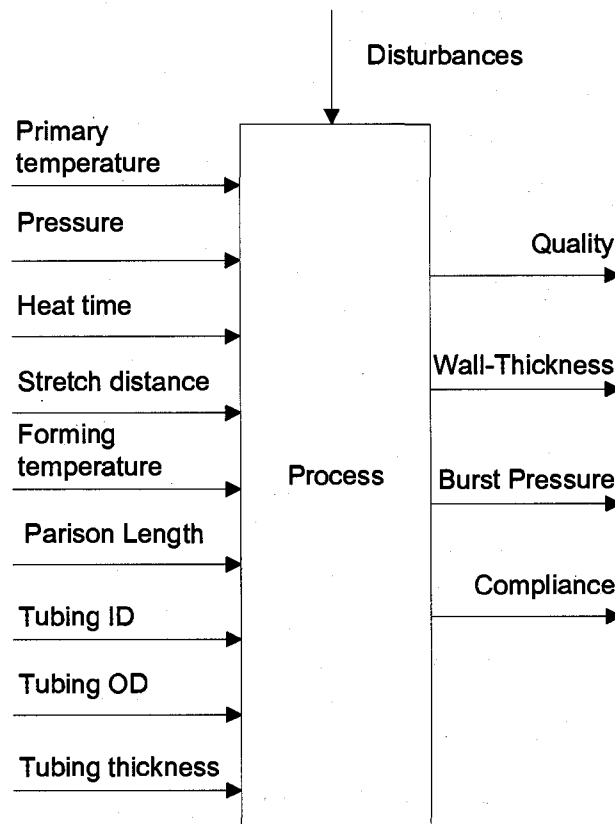 Disturbances
Primary
temperature
Pressure
Heat time
Stretch distance
Forming
temperature
Parison Length
Tubing ID
Tubing OD
Tubing thickness
Process
Quality
Wall-Thickness
Burst Pressure
Compliance